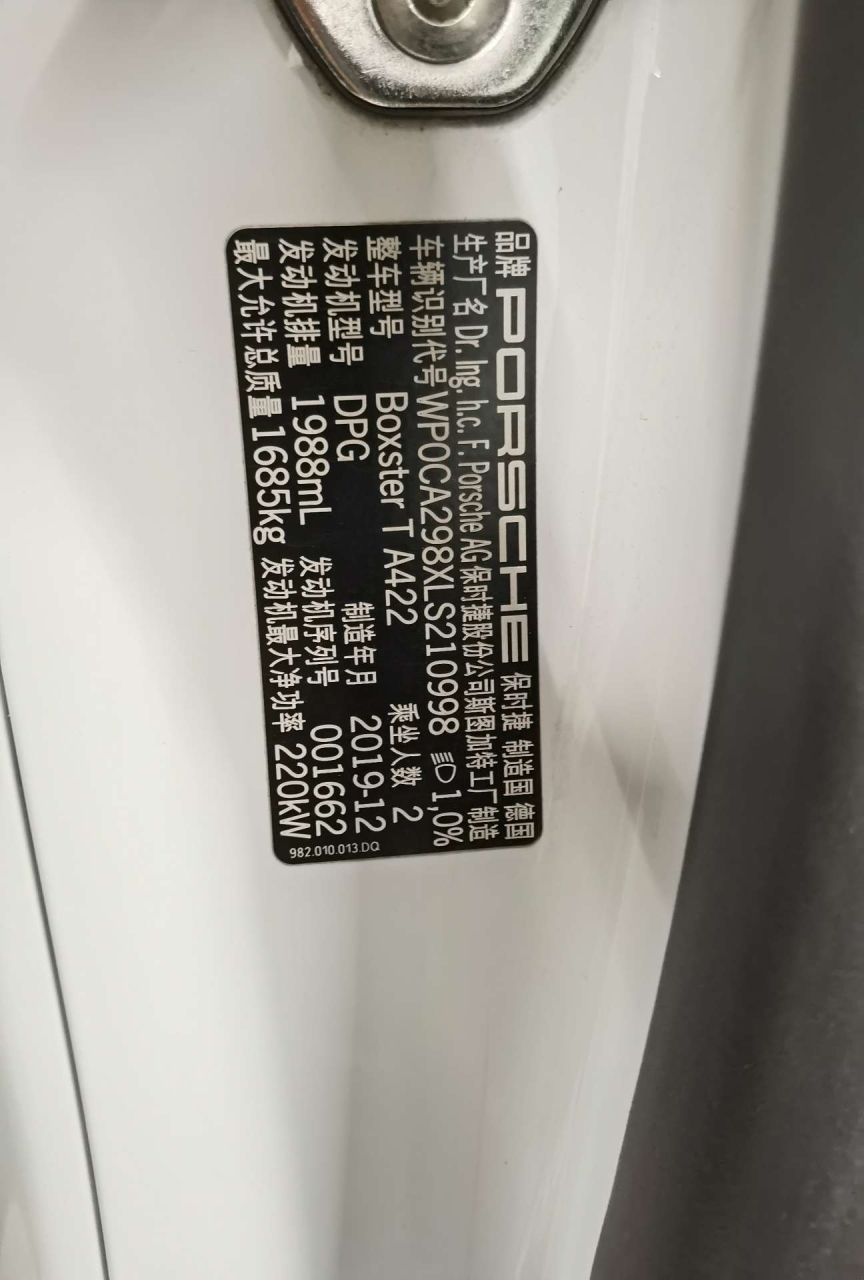 品牌 PORSCHE 保时捷 制造国 德国
生产厂名 Dr. Ing. h.c. F. Porsche AG 保时捷股份公司斯图加特工厂 制造
车辆识别代号 WP0CA298XLS210998 1,0%
整车型号 Boxster T A422 乘坐人数 2
发动机型号 DPG 制造年月 2019-12
发动机排量 1988mL 发动机序列号 001662
最大允许总质量 1685kg 发动机最大净功率 220kW
982.010.013.DQ